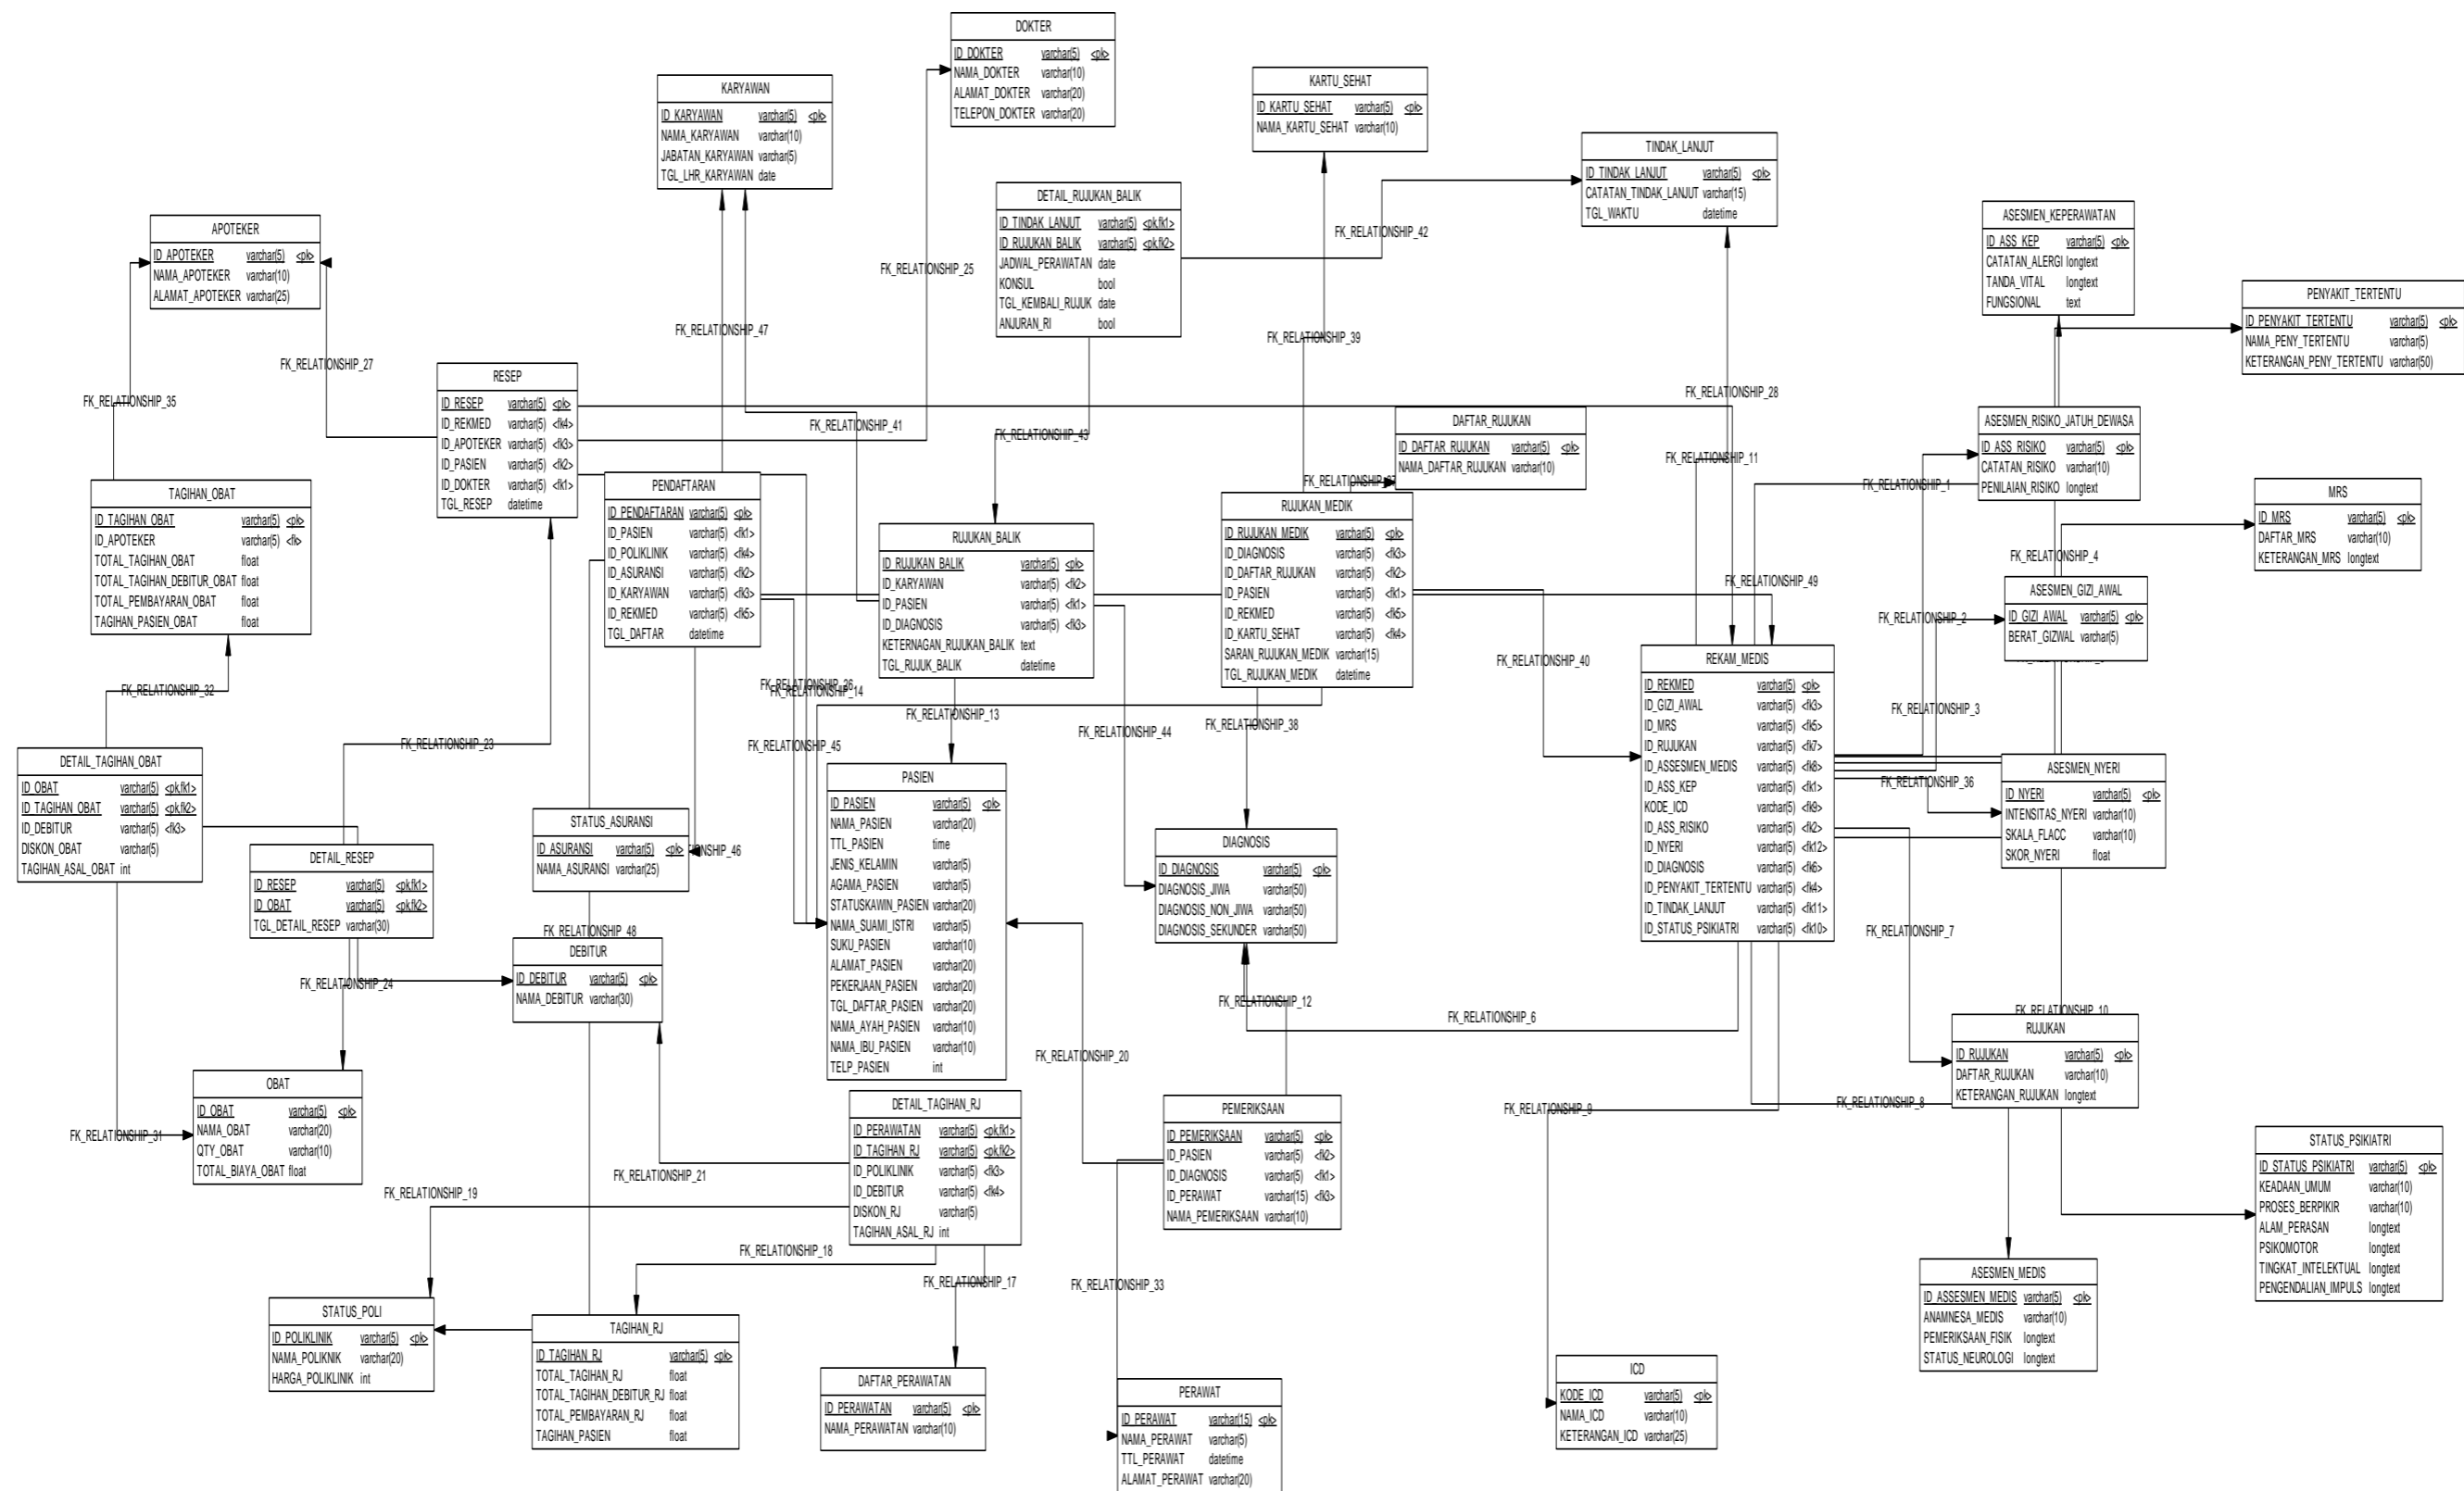 DOKTER
ID_DOKTER varchar(5) <pk>
NAMA_DOKTER varchar(10)
ALAMAT_DOKTER varchar(20)
TELEPON_DOKTER varchar(20)
KARYAWAN
ID_KARYAWAN varchar(5) <pk>
NAMA_KARYAWAN varchar(10)
JABATAN_KARYAWAN varchar(5)
TGL_LHR_KARYAWAN date
KARTU_SEHAT
ID_KARTU_SEHAT varchar(5) <pk>
NAMA_KARTU_SEHAT varchar(10)
TINDAK_LANJUT
ID_TINDAK_LANJUT varchar(5) <pk>
CATATAN_TINDAK_LANJUT varchar(15)
TGL_WAKTU datetime
DETAIL_RUJUKAN_BALIK
ID_TINDAK_LANJUT varchar(5) <pk,fk1>
ID_RUJUKAN_BALIK varchar(5) <pk,fk2>
JADWAL_PERAWATAN date
KONSUL bool
TGL_KEMBALI_RUJUK date
ANJURAN_RI bool
APOTEKER
ID_APOTEKER varchar(5) <pk>
NAMA_APOTEKER varchar(10)
ALAMAT_APOTEKER varchar(25)
ASESMEN_KEPERAWATAN
ID_ASS_KEP varchar(5) <pk>
CATATAN_ALERGI longtext
TANDA_VITAL longtext
FUNGSIONAL text
PENYAKIT_TERTENTU
ID_PENYAKIT_TERTENTU varchar(5) <pk>
NAMA_PENY_TERTENTU varchar(5)
KETERANGAN_PENY_TERTENTU varchar(50)
FK_RELATIONSHIP_42
FK_RELATIONSHIP_25
FK_RELATIONSHIP_47
FK_RELATIONSHIP_39
FK_RELATIONSHIP_27
FK_RELATIONSHIP_35
FK_RELATIONSHIP_28
FK_RELATIONSHIP_41
FK_RELATIONSHIP_43
FK_RELATIONSHIP_11
RESEP
ID_RESEP varchar(5) <pk>
ID_REKMED varchar(5) <fk4>
ID_APOTEKER varchar(5) <fk3>
ID_PASIEN varchar(5) <fk2>
ID_DOKTER varchar(5) <fk1>
TGL_RESEP datetime
DAFTAR_RUJUKAN
ID_DAFTAR_RUJUKAN varchar(5) <pk>
NAMA_DAFTAR_RUJUKAN varchar(10)
ASESMEN_RISIKO_JATUH_DEWASA
ID_ASS_RISIKO varchar(5) <pk>
CATATAN_RISIKO varchar(10)
PENILAIAN_RISIKO longtext
FK_RELATIONSHIP_1
TAGIHAN_OBAT
ID_TAGIHAN_OBAT varchar(5) <pk>
ID_APOTEKER varchar(5) <fk>
TOTAL_TAGIHAN_OBAT float
TOTAL_TAGIHAN_DEBITUR_OBAT float
TOTAL_PEMBAYARAN_OBAT float
TAGIHAN_PASIEN_OBAT float
PENDAFTARAN
ID_PENDAFTARAN varchar(5) <pk>
ID_PASIEN varchar(5) <fk1>
ID_POLIKLINIK varchar(5) <fk4>
ID_ASURANSI varchar(5) <fk2>
ID_KARYAWAN varchar(5) <fk3>
ID_REKMED varchar(5) <fk5>
TGL_DAFTAR datetime
RUJUKAN_BALIK
ID_RUJUKAN_BALIK varchar(5) <pk>
ID_KARYAWAN varchar(5) <fk2>
ID_PASIEN varchar(5) <fk1>
ID_DIAGNOSIS varchar(5) <fk3>
KETERNAGAN_RUJUKAN_BALIK text
TGL_RUJUK_BALIK datetime
RUJUKAN_MEDIK
ID_RUJUKAN_MEDIK varchar(5) <pk>
ID_DIAGNOSIS varchar(5) <fk3>
ID_DAFTAR_RUJUKAN varchar(5) <fk2>
ID_PASIEN varchar(5) <fk1>
ID_REKMED varchar(5) <fk5>
ID_KARTU_SEHAT varchar(5) <fk4>
SARAN_RUJUKAN_MEDIK varchar(15)
TGL_RUJUKAN_MEDIK datetime
MRS
ID_MRS varchar(5) <pk>
DAFTAR_MRS varchar(10)
KETERANGAN_MRS longtext
FK_RELATIONSHIP_4
FK_RELATIONSHIP_49
FK_RELATIONSHIP_2
ASESMEN_GIZI_AWAL
ID_GIZI_AWAL varchar(5) <pk>
BERAT_GIZWAL varchar(5)
REKAM_MEDIS
ID_REKMED varchar(5) <pk>
ID_GIZI_AWAL varchar(5) <fk3>
ID_MRS varchar(5) <fk5>
ID_RUJUKAN varchar(5) <fk7>
ID_ASSESMEN_MEDIS varchar(5) <fk8>
ID_ASS_KEP varchar(5) <fk1>
KODE_ICD varchar(5) <fk9>
ID_ASS_RISIKO varchar(5) <fk2>
ID_NYERI varchar(5) <fk12>
ID_DIAGNOSIS varchar(5) <fk6>
ID_PENYAKIT_TERTENTU varchar(5) <fk4>
ID_TINDAK_LANJUT varchar(5) <fk11>
ID_STATUS_PSIKIATRI varchar(5) <fk10>
FK_RELATIONSHIP_40
FK_RELATIONSHIP_32
FK_RELATIONSHIP_26
FK_RELATIONSHIP_14
FK_RELATIONSHIP_13
FK_RELATIONSHIP_38
FK_RELATIONSHIP_3
FK_RELATIONSHIP_44
FK_RELATIONSHIP_23
FK_RELATIONSHIP_45
FK_RELATIONSHIP_36
DETAIL_TAGIHAN_OBAT
ID_OBAT varchar(5) <pk,fk1>
ID_TAGIHAN_OBAT varchar(5) <pk,fk2>
ID_DEBITUR varchar(5) <fk3>
DISKON_OBAT varchar(5)
TAGIHAN_ASAL_OBAT int
PASIEN
ID_PASIEN varchar(5) <pk>
NAMA_PASIEN varchar(20)
TTL_PASIEN time
JENIS_KELAMIN varchar(5)
AGAMA_PASIEN varchar(5)
STATUSKAWIN_PASIEN varchar(20)
NAMA_SUAMI_ISTRI varchar(5)
SUKU_PASIEN varchar(10)
ALAMAT_PASIEN varchar(20)
PEKERJAAN_PASIEN varchar(20)
TGL_DAFTAR_PASIEN varchar(20)
NAMA_AYAH_PASIEN varchar(10)
NAMA_IBU_PASIEN varchar(10)
TELP_PASIEN int
ASESMEN_NYERI
ID_NYERI varchar(5) <pk>
INTENSITAS_NYERI varchar(10)
SKALA_FLACC varchar(10)
SKOR_NYERI float
STATUS_ASURANSI
ID_ASURANSI varchar(5) <pk>
NAMA_ASURANSI varchar(25)
DIAGNOSIS
ID_DIAGNOSIS varchar(5) <pk>
DIAGNOSIS_JIWA varchar(50)
DIAGNOSIS_NON_JIWA varchar(50)
DIAGNOSIS_SEKUNDER varchar(50)
DETAIL_RESEP
ID_RESEP varchar(5) <pk,fk1>
ID_OBAT varchar(5) <pk,fk2>
TGL_DETAIL_RESEP varchar(30)
FK_RELATIONSHIP_48
FK_RELATIONSHIP_7
DEBITUR
ID_DEBITUR varchar(5) <pk>
NAMA_DEBITUR varchar(30)
FK_RELATIONSHIP_24
FK_RELATIONSHIP_12
FK_RELATIONSHIP_6
FK_RELATIONSHIP_10
FK_RELATIONSHIP_20
RUJUKAN
ID_RUJUKAN varchar(5) <pk>
DAFTAR_RUJUKAN varchar(10)
KETERANGAN_RUJUKAN longtext
OBAT
ID_OBAT varchar(5) <pk>
NAMA_OBAT varchar(20)
QTY_OBAT varchar(10)
TOTAL_BIAYA_OBAT float
FK_RELATIONSHIP_31
FK_RELATIONSHIP_9
FK_RELATIONSHIP_8
DETAIL_TAGIHAN_RJ
ID_PERAWATAN varchar(5) <pk,fk1>
ID_TAGIHAN_RJ varchar(5) <pk,fk2>
ID_POLIKLINIK varchar(5) <fk3>
ID_DEBITUR varchar(5) <fk4>
DISKON_RJ varchar(5)
TAGIHAN_ASAL_RJ int
PEMERIKSAAN
ID_PEMERIKSAAN varchar(5) <pk>
ID_PASIEN varchar(5) <fk2>
ID_DIAGNOSIS varchar(5) <fk1>
ID_PERAWAT varchar(15) <fk3>
NAMA_PEMERIKSAAN varchar(10)
STATUS_PSIKIATRI
ID_STATUS_PSIKIATRI varchar(5) <pk>
KEADAAN_UMUM varchar(10)
PROSES_BERPIKIR varchar(10)
ALAM_PERASAN longtext
PSIKOMOTOR longtext
TINGKAT_INTELEKTUAL longtext
PENGENDALIAN_IMPULS longtext
FK_RELATIONSHIP_21
FK_RELATIONSHIP_19
FK_RELATIONSHIP_18
FK_RELATIONSHIP_17
FK_RELATIONSHIP_33
ASESMEN_MEDIS
ID_ASSESMEN_MEDIS varchar(5) <pk>
ANAMNESA_MEDIS varchar(10)
PEMERIKSAAN_FISIK longtext
STATUS_NEUROLOGI longtext
STATUS_POLI
ID_POLIKLINIK varchar(5) <pk>
NAMA_POLIKNIK varchar(20)
HARGA_POLIKLINIK int
TAGIHAN_RJ
ID_TAGIHAN_RJ varchar(5) <pk>
TOTAL_TAGIHAN_RJ float
TOTAL_TAGIHAN_DEBITUR_RJ float
TOTAL_PEMBAYARAN_RJ float
TAGIHAN_PASIEN float
DAFTAR_PERAWATAN
ID_PERAWATAN varchar(5) <pk>
NAMA_PERAWATAN varchar(10)
PERAWAT
ID_PERAWAT varchar(15) <pk>
NAMA_PERAWAT varchar(5)
TTL_PERAWAT datetime
ALAMAT_PERAWAT varchar(20)
ICD
KODE_ICD varchar(5) <pk>
NAMA_ICD varchar(10)
KETERANGAN_ICD varchar(25)